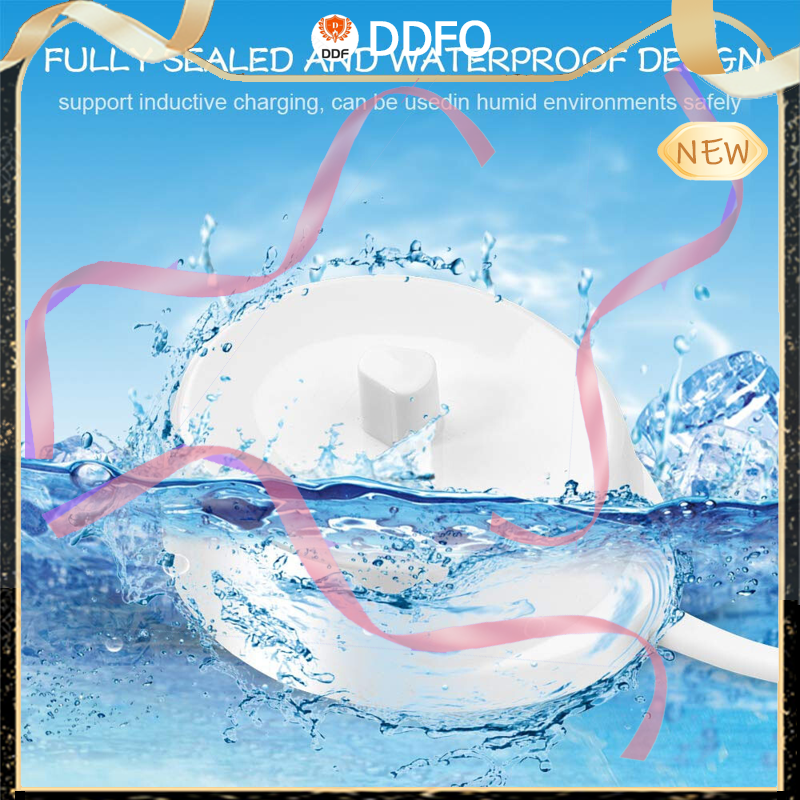 DDFO
DDF
FULLY SEALED AND WATERPROOF DESIGN
support inductive charging, can be usedin humid environments safely
NEW